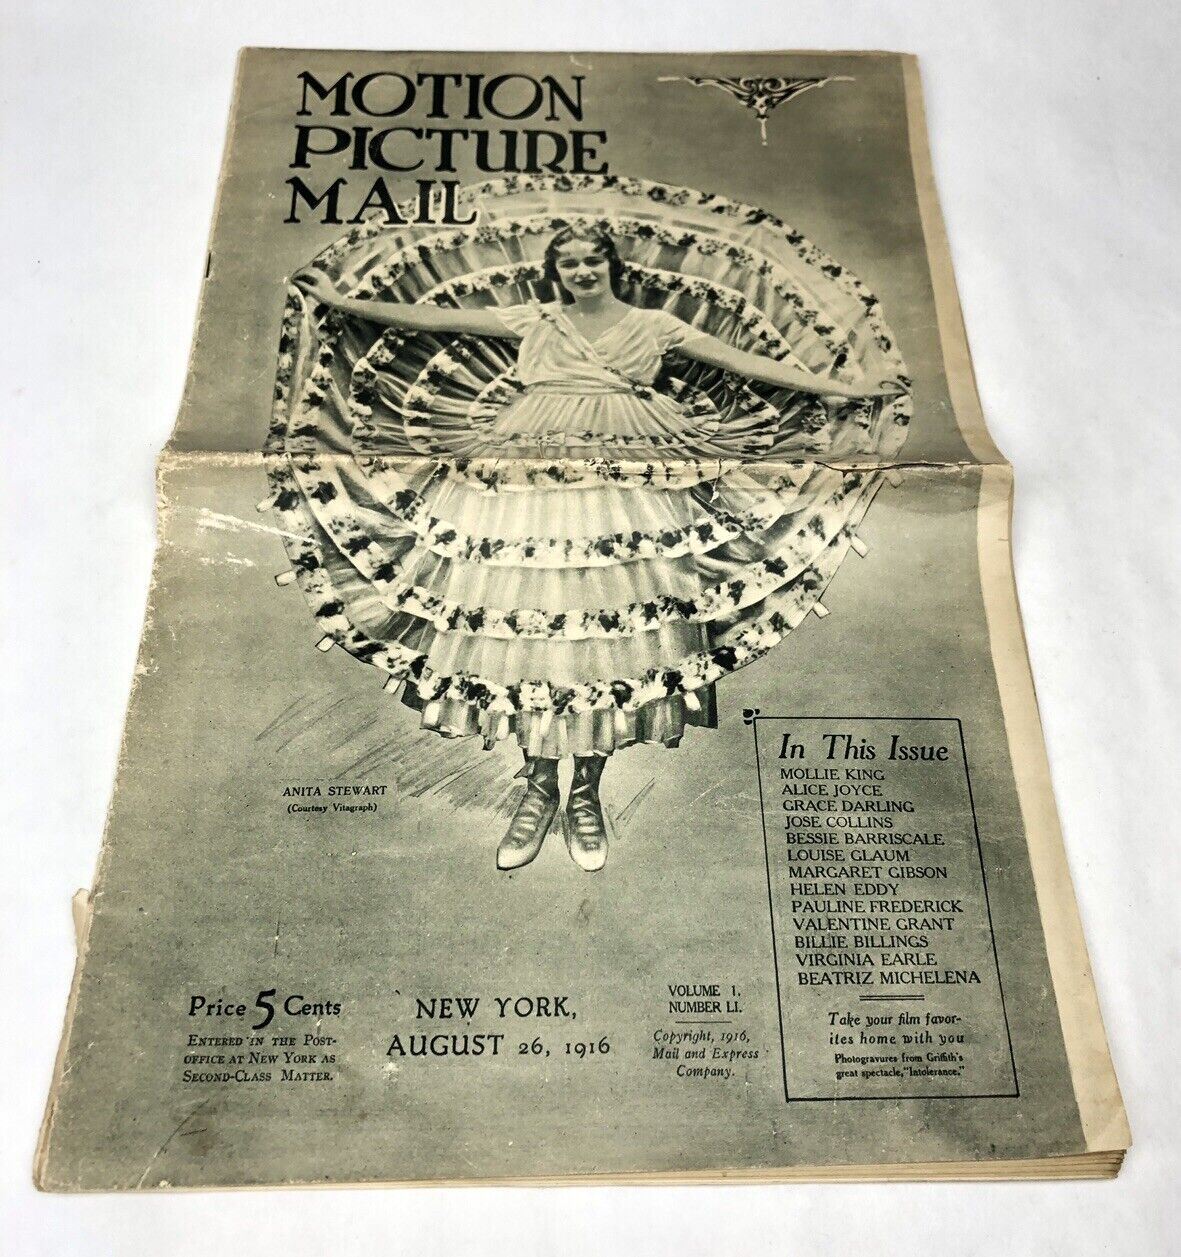 MOTION
PICTURE
MAIL
ANITA STEWART
(Courtesy Vitagraph)
In This Issue
MOLLIE KING
ALICE JOYCE
GRACE DARLING
JOSE COLLINS
BESSIE BARRISCALE
LOUISE GLAUM
MARGARET GIBSON
HELEN EDDY
PAULINE FREDERICK
VALENTINE GRANT
BILLIE BILLINGS
VIRGINIA EARLE
BEATRIZ MICHELENA
Take your film favor-
ites home with you
Photogravures from Griffith's
great spectacle, "Intolerance."
Price 5 Cents
ENTERED IN THE POST-
OFFICE AT NEW YORK AS
SECOND-CLASS MATTER.
NEW YORK,
AUGUST 26, 1916
VOLUME 1,
NUMBER LI.
Copyright, 1916,
Mail and Express
Company.